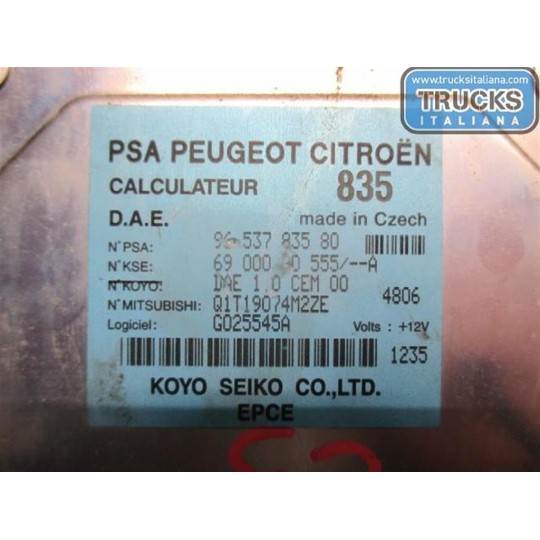 www.trucksitaliana.com
TRUCKS
ITALIANA
PSA PEUGEOT CITROËN
CALCULATEUR 835
D.A.E. made in Czech
N°PSA: 96 537 835 80
N°KSE: 69 000 555/--A
N°KOYO: DAE 1.0 CEM 00
N°MITSUBISHI: Q1T19074M2ZE 4806
Logiciel: G025545A Volts : +12V
1235
KOYO SEIKO CO.,LTD.
EPCE